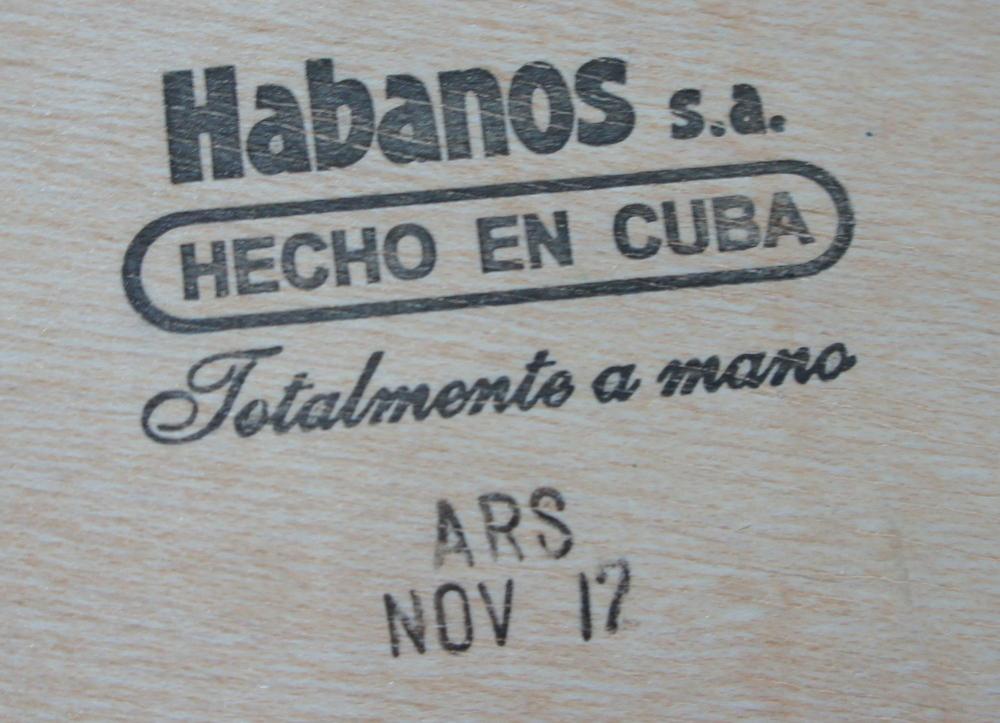 Habanos s.a.
HECHO EN CUBA
Totalmente a mano
ARS
NOV 17